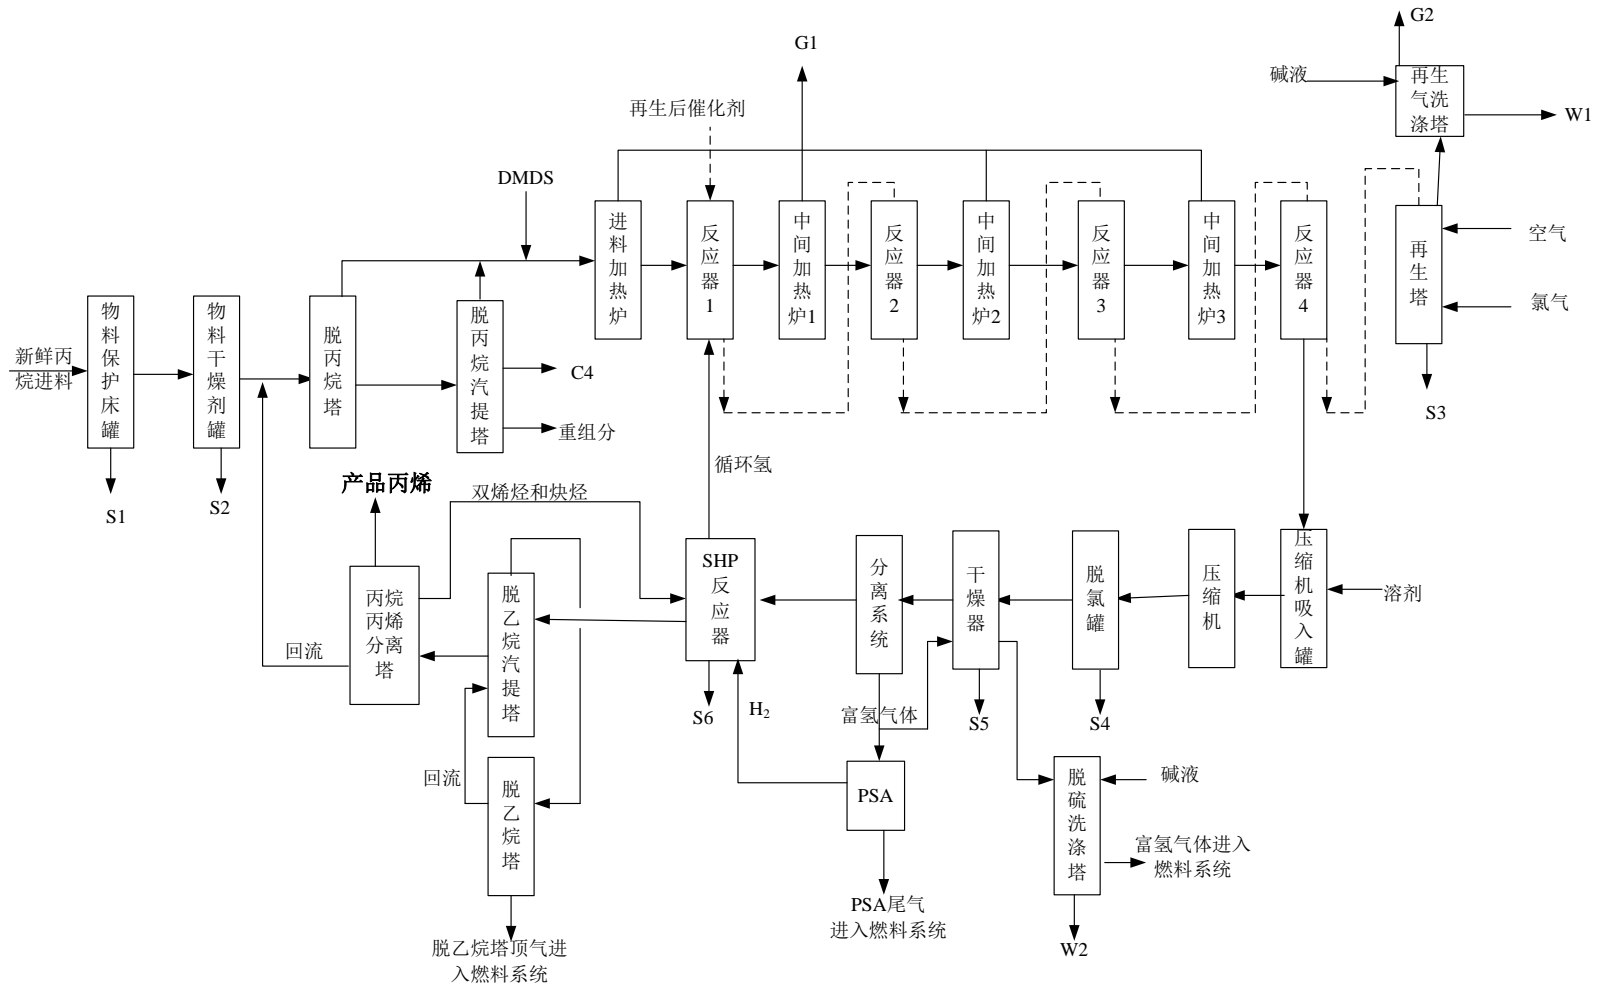 G2
G1
碱液
再生
气洗
涤塔
W1
再生后催化剂
DMDS
进料加热炉
反应器1
中间加热炉1
反应器2
中间加热炉2
反应器3
中间加热炉3
反应器4
再生塔
空气
氯气
S3
新鲜丙
烷进料
物料保护床罐
物料干燥剂罐
脱丙烷塔
脱丙烷汽提塔
C4
重组分
S1
S2
循环氢
产品丙烯
双烯烃和炔烃
丙烷
丙烯
分离
塔
回流
脱乙烷汽提塔
SHP
反应器
分离系统
干燥器
脱氯罐
压缩机
压缩机吸入罐
溶剂
S6
H2
富氢气体
S5
S4
回流
脱乙烷塔
PSA
脱硫洗涤塔
碱液
富氢气体进入
燃料系统
PSA尾气
进入燃料系统
W2
脱乙烷塔顶气进
入燃料系统